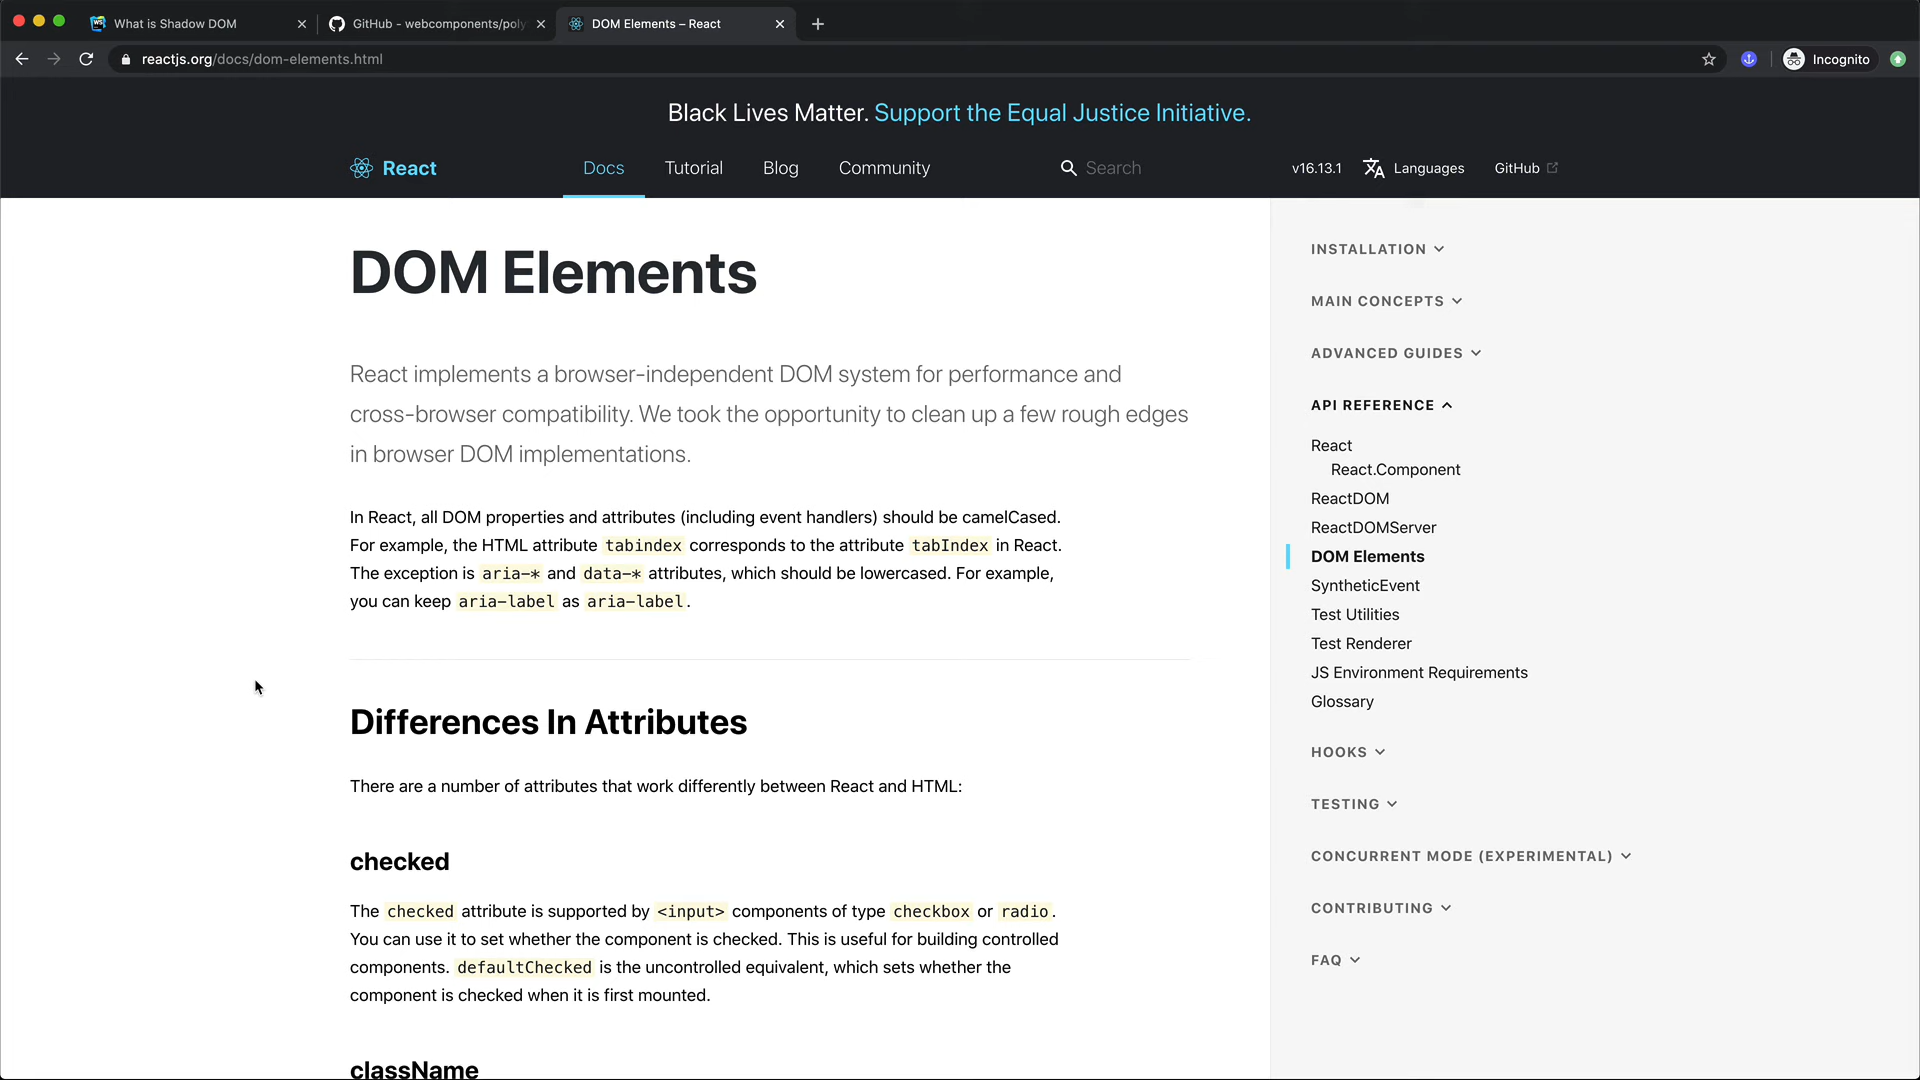 What is Shadow DOM
GitHub - webcomponents/poly
DOM Elements – React
reactjs.org/docs/dom-elements.html
Incognito
Black Lives Matter. Support the Equal Justice Initiative.
React
Docs
Tutorial
Blog
Community
Search
v16.13.1
Languages
GitHub
DOM Elements
React implements a browser-independent DOM system for performance and
cross-browser compatibility. We took the opportunity to clean up a few rough edges
in browser DOM implementations.
In React, all DOM properties and attributes (including event handlers) should be camelCased.
For example, the HTML attribute tabindex corresponds to the attribute tabIndex in React.
The exception is aria-* and data-* attributes, which should be lowercased. For example,
you can keep aria-label as aria-label.
Differences In Attributes
There are a number of attributes that work differently between React and HTML:
checked
The checked attribute is supported by <input> components of type checkbox or radio.
You can use it to set whether the component is checked. This is useful for building controlled
components. defaultChecked is the uncontrolled equivalent, which sets whether the
component is checked when it is first mounted.
className
INSTALLATION
MAIN CONCEPTS
ADVANCED GUIDES
API REFERENCE
React
React.Component
ReactDOM
ReactDOMServer
DOM Elements
SyntheticEvent
Test Utilities
Test Renderer
JS Environment Requirements
Glossary
HOOKS
TESTING
CONCURRENT MODE (EXPERIMENTAL)
CONTRIBUTING
FAQ